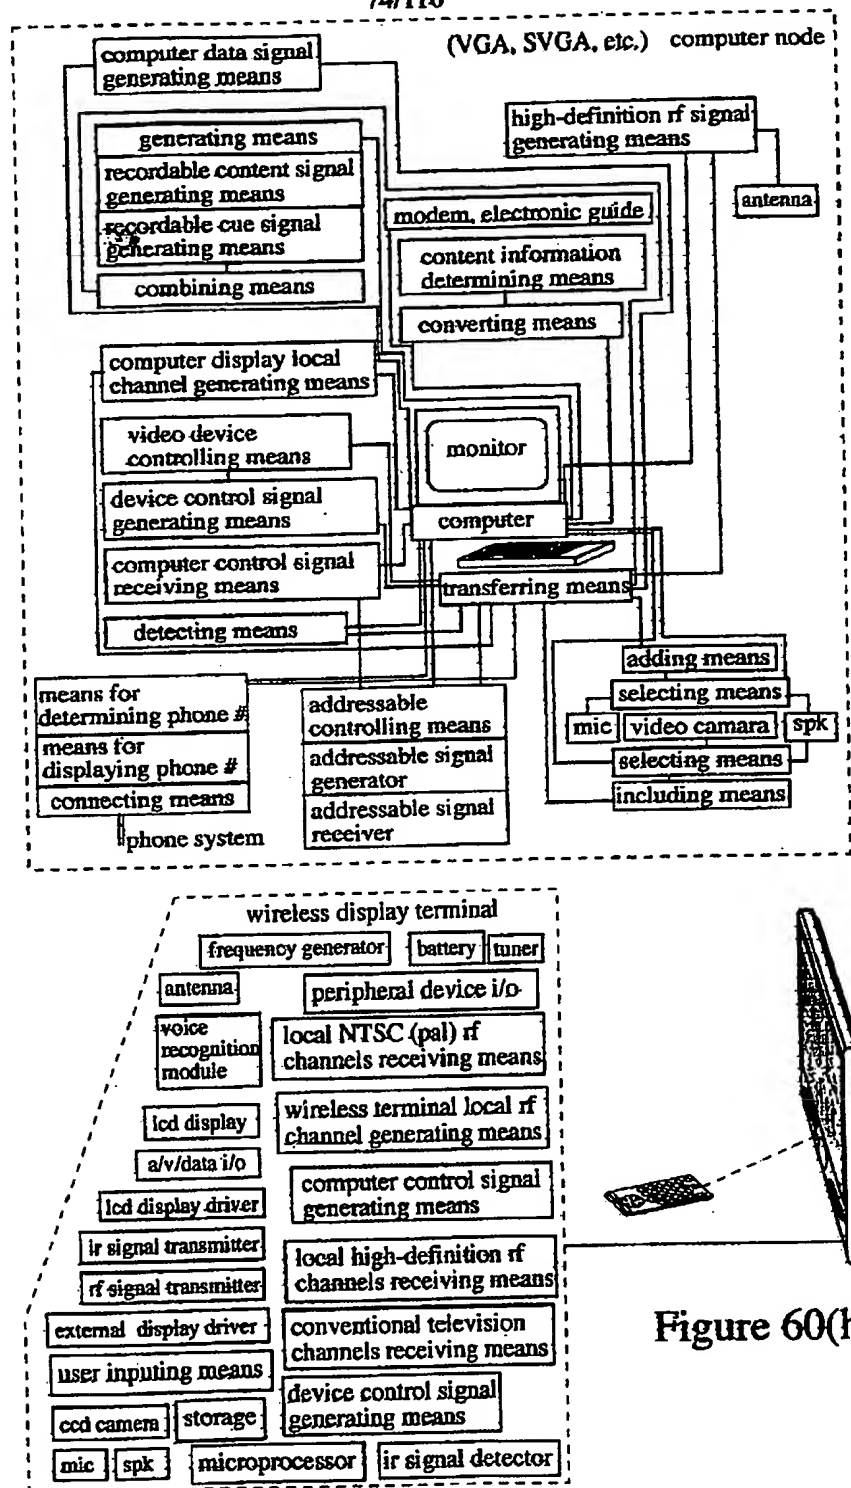 74/116
(VGA, SVGA, etc.) computer node
computer data signal
generating means
high-definition rf signal
generating means
antenna
generating means
recordable content signal
generating means
recordable cue signal
generating means
combining means
modem, electronic guide
content information
determining means
converting means
computer display local
channel generating means
monitor
video device
controlling means
device control signal
generating means
computer
computer control signal
receiving means
transferring means
detecting means
adding means
selecting means
mic
video camara
spk
selecting means
including means
means for
determining phone #
means for
displaying phone #
connecting means
phone system
addressable
controlling means
addressable signal
generator
addressable signal
receiver
wireless display terminal
frequency generator
battery
tuner
antenna
peripheral device i/o
voice
recognition
module
local NTSC (pal) rf
channels receiving means
lcd display
wireless terminal local rf
channel generating means
a/v/data i/o
computer control signal
generating means
lcd display driver
ir signal transmitter
local high-definition rf
channels receiving means
rf signal transmitter
external display driver
conventional television
channels receiving means
user inputing means
device control signal
generating means
ccd camera
storage
mic
spk
microprocessor
ir signal detector
Figure 60(h